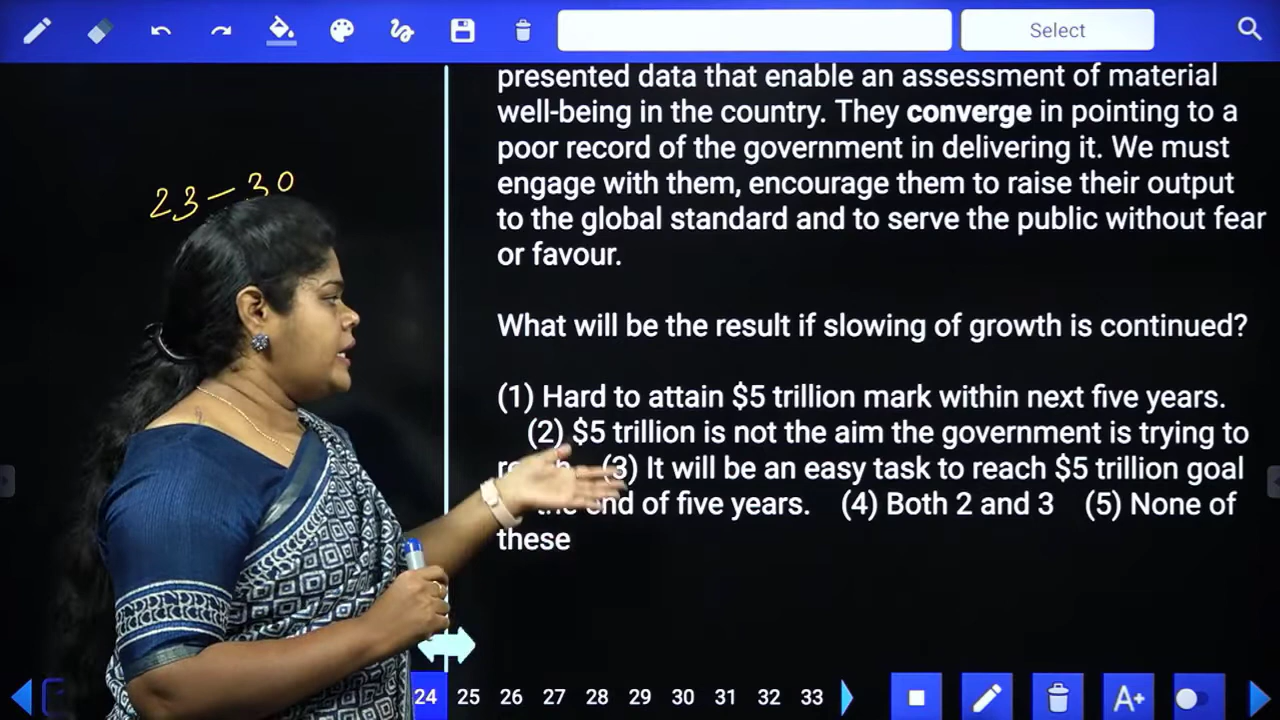 Select
23-30
presented data that enable an assessment of material
well-being in the country. They converge in pointing to a
poor record of the government in delivering it. We must
engage with them, encourage them to raise their output
to the global standard and to serve the public without fear
or favour.
What will be the result if slowing of growth is continued?
(1) Hard to attain $5 trillion mark within next five years.
(2) $5 trillion is not the aim the government is trying to
(3) It will be an easy task to reach $5 trillion goal
end of five years. (4) Both 2 and 3 (5) None of
these
24 25 26 27 28 29 30 31 32 33
A+